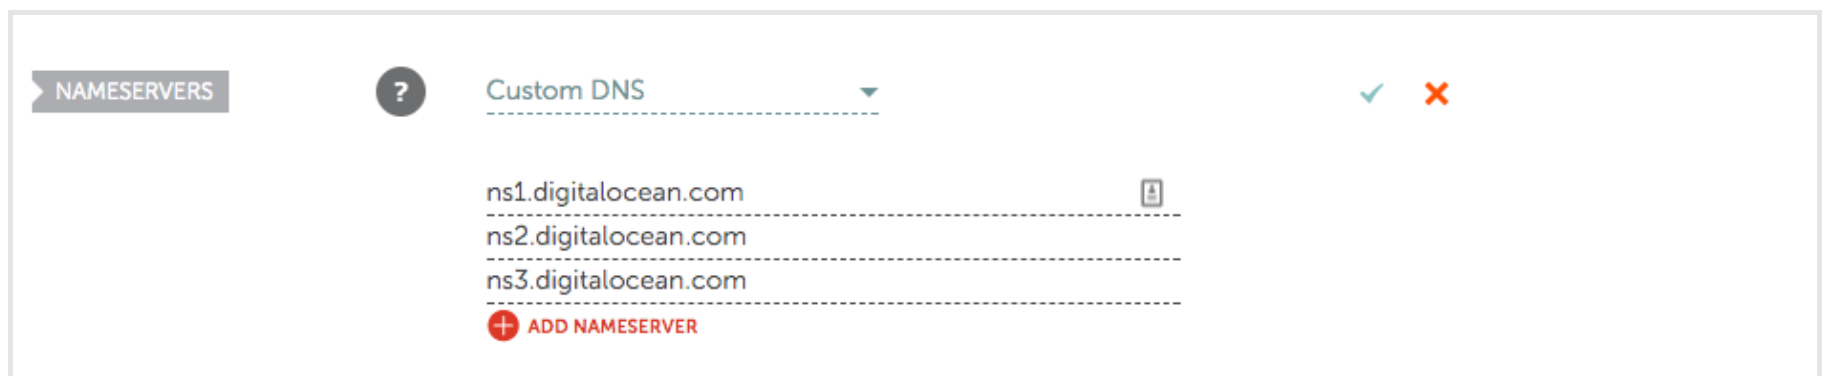 NAMESERVERS ? Custom DNS
ns1.digitalocean.com
ns2.digitalocean.com
ns3.digitalocean.com
ADD NAMESERVER